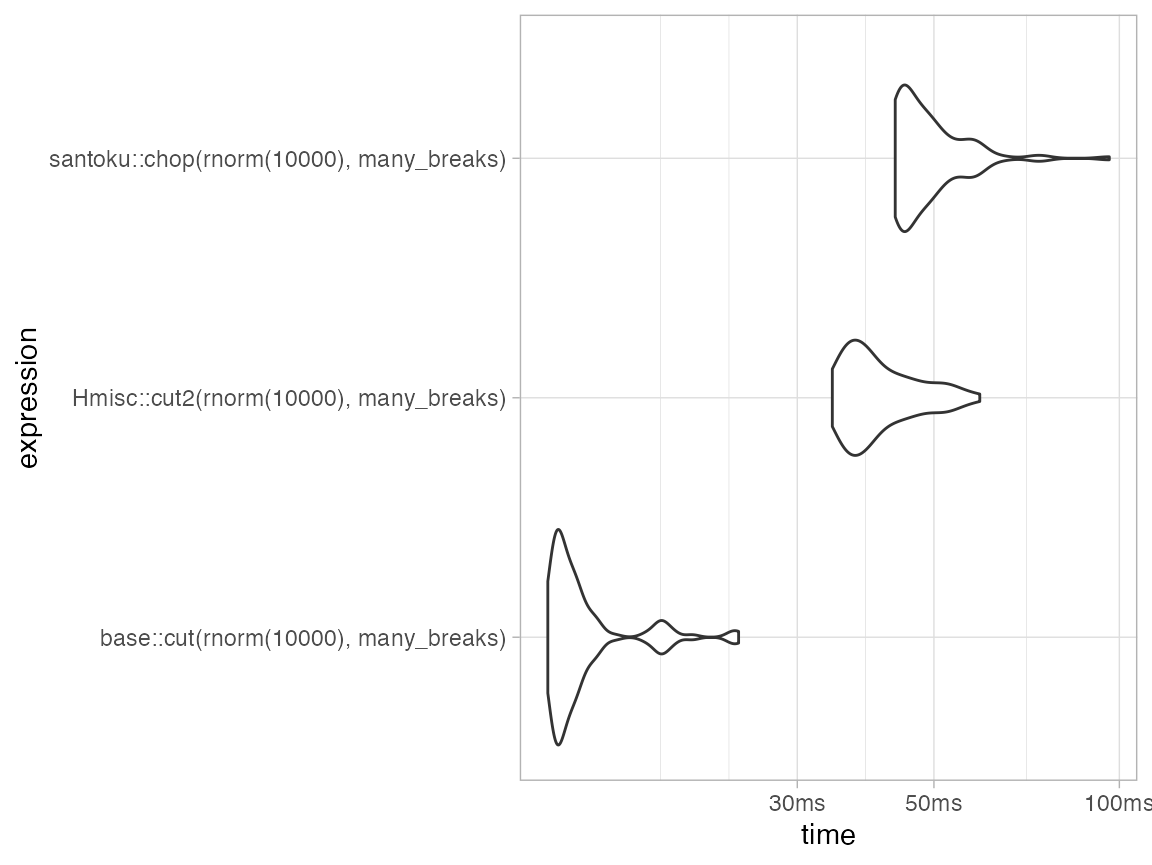 santoku::chop(rnorm(10000), many_breaks)
Hmisc::cut2(rnorm(10000), many_breaks)
base::cut(rnorm(10000), many_breaks)
expression
30ms 50ms 100ms
time